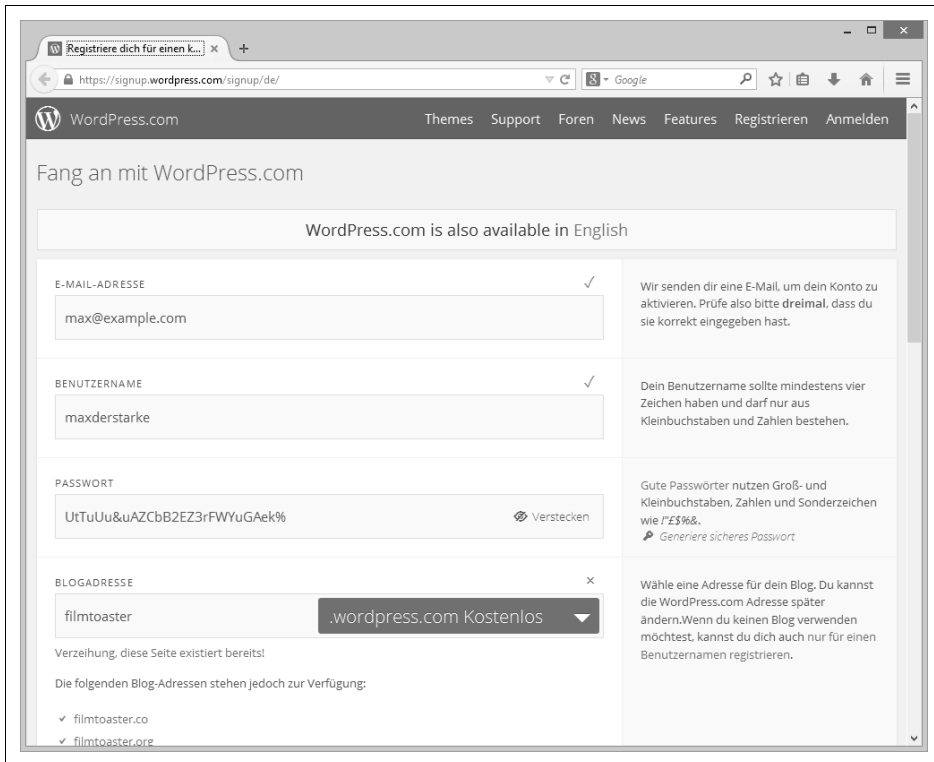 Registriere dich für einen k...
https://signup.wordpress.com/signup/de/
Google
WordPress.com
Themes Support Foren News Features Registrieren Anmelden
Fang an mit WordPress.com
WordPress.com is also available in English
E-MAIL-ADRESSE
max@example.com
Wir senden dir eine E-Mail, um dein Konto zu
aktivieren. Prüfe also bitte dreimal, dass du
sie korrekt eingegeben hast.
BENUTZERNAME
maxderstarke
Dein Benutzername sollte mindestens vier
Zeichen haben und darf nur aus
Kleinbuchstaben und Zahlen bestehen.
PASSWORT
UtTuUu&uAZCbB2EZ3rFWYuGAek%
Verstecken
Gute Passwörter nutzen Groß- und
Kleinbuchstaben, Zahlen und Sonderzeichen
wie !"£$%&.
Generiere sicheres Passwort
BLOGADRESSE
filmtoaster
.wordpress.com Kostenlos
Verzeihung, diese Seite existiert bereits!
Die folgenden Blog-Adressen stehen jedoch zur Verfügung:
filmtoaster.co
filmtoaster.org
Wähle eine Adresse für dein Blog. Du kannst
die WordPress.com Adresse später
ändern.Wenn du keinen Blog verwenden
möchtest, kannst du dich auch nur für einen
Benutzernamen registrieren.